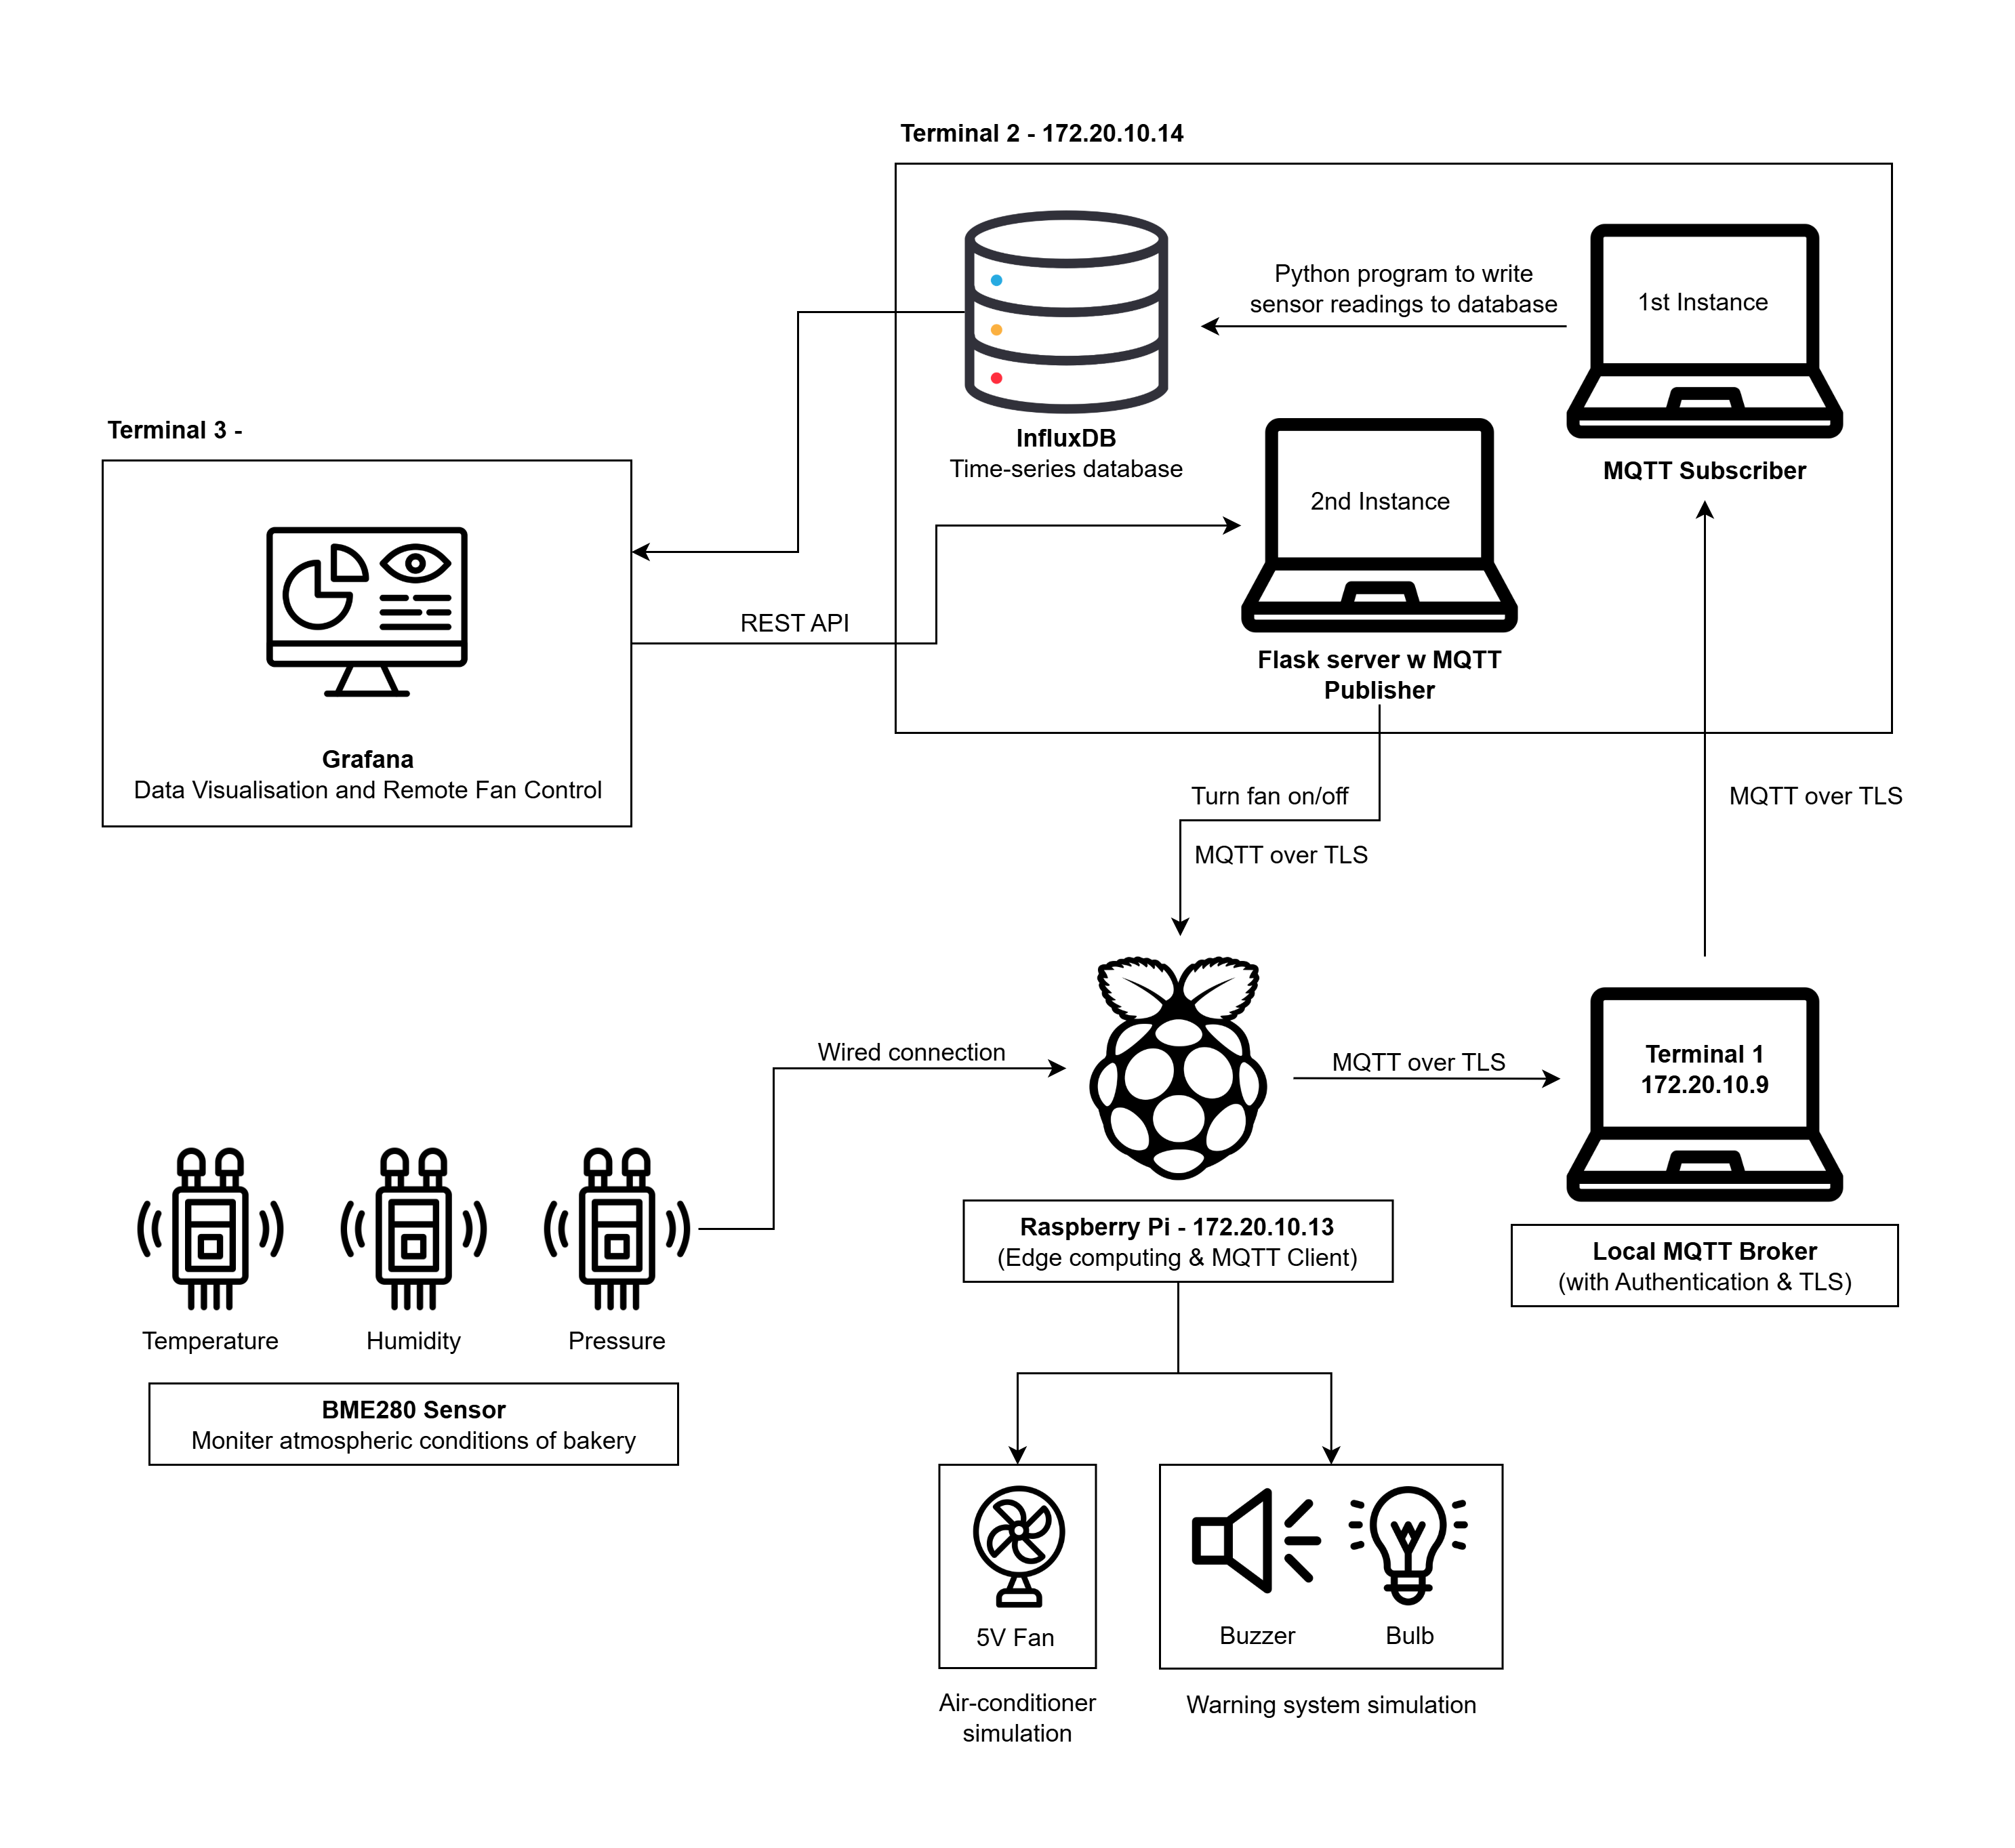 Terminal 2 - 172.20.10.14
Python program to write
sensor readings to database
1st Instance
InfluxDB
Time-series database
MQTT Subscriber
2nd Instance
Flask server w MQTT
Publisher
Terminal 3 -
Grafana
Data Visualisation and Remote Fan Control
REST API
Turn fan on/off
MQTT over TLS
MQTT over TLS
Wired connection
MQTT over TLS
Terminal 1
172.20.10.9
Raspberry Pi - 172.20.10.13
(Edge computing & MQTT Client)
Local MQTT Broker
(with Authentication & TLS)
Temperature
Humidity
Pressure
BME280 Sensor
Moniter atmospheric conditions of bakery
5V Fan
Buzzer
Bulb
Air-conditioner
simulation
Warning system simulation